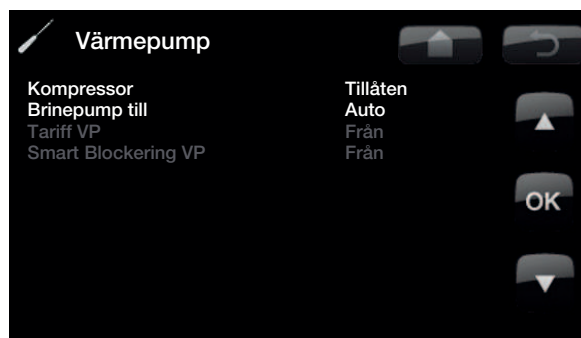 Värmepump
Kompressor Tillåten
Brinepump till Auto
Tariff VP Från
Smart Blockering VP Från
OK